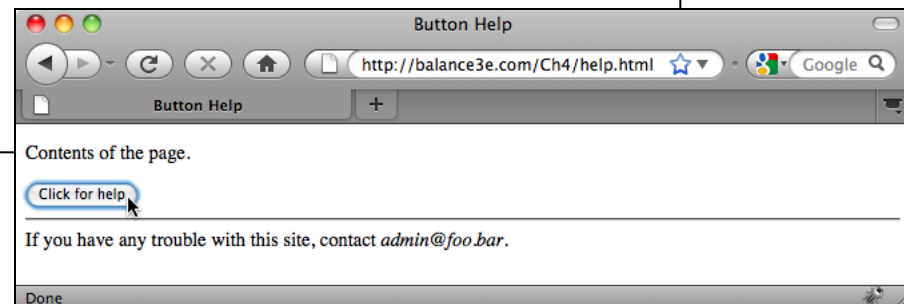 Button Help
http://balance3e.com/Ch4/help.html Google
Button Help +
Contents of the page.
Click for help
If you have any trouble with this site, contact admin@foo.bar.
Done